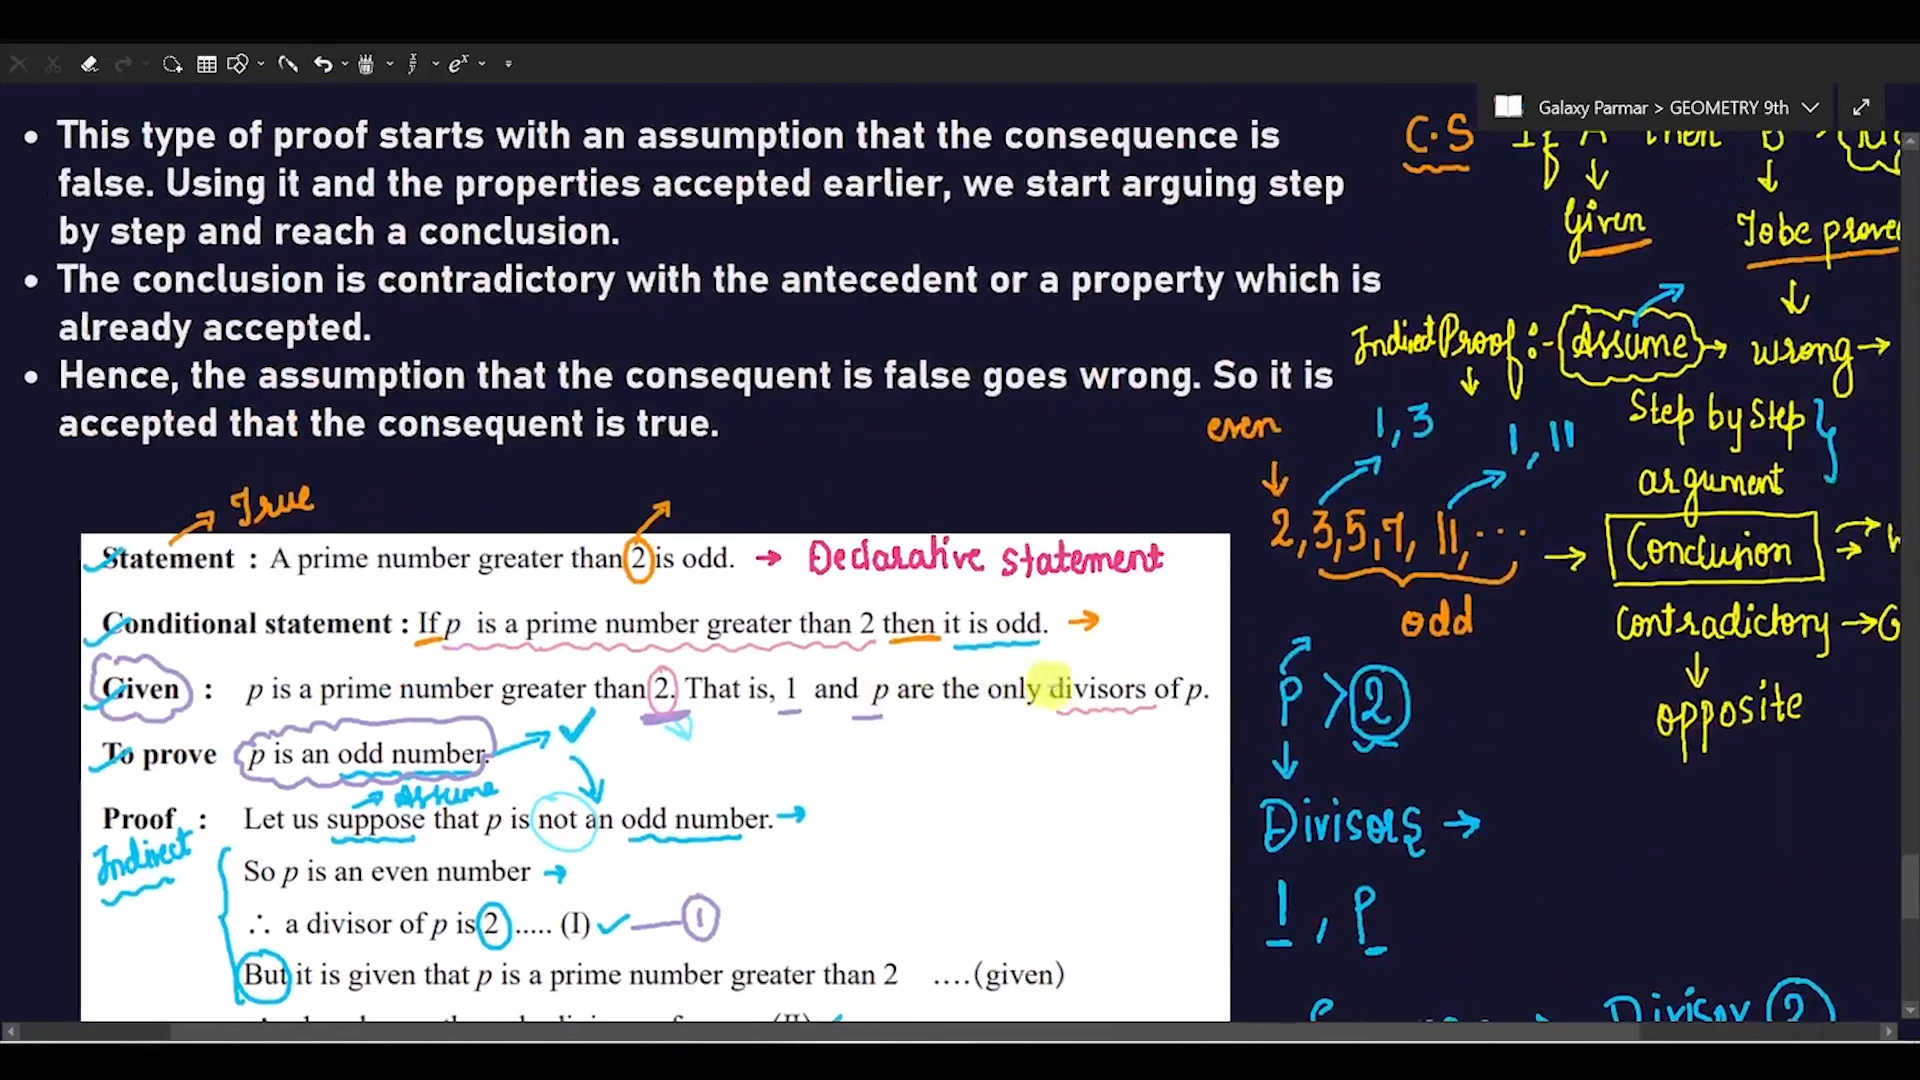 Galaxy Parmar > GEOMETRY 9th
• This type of proof starts with an assumption that the consequence is
false. Using it and the properties accepted earlier, we start arguing step
by step and reach a conclusion.
• The conclusion is contradictory with the antecedent or a property which is
already accepted.
• Hence, the assumption that the consequent is false goes wrong. So it is
accepted that the consequent is true.
True
Statement : A prime number greater than 2 is odd. → Declarative statement
Conditional statement : If p is a prime number greater than 2 then it is odd. →
Given : p is a prime number greater than 2. That is, 1 and p are the only divisors of p.
To prove p is an odd number.
→ Assume
Proof : Let us suppose that p is not an odd number. →
Indirect
So p is an even number →
∴ a divisor of p is 2 ..... (I) 1
But it is given that p is a prime number greater than 2 ....(given)
C.S If A then B
Given To be proved
Indirect Proof :- Assume → wrong →
Step by Step
argument
even 1, 3 1, 11
2, 3, 5, 7, 11, ... → Conclusion
odd
Contradictory →
opposite
p > 2
Divisors →
1 , p
Divisor 2